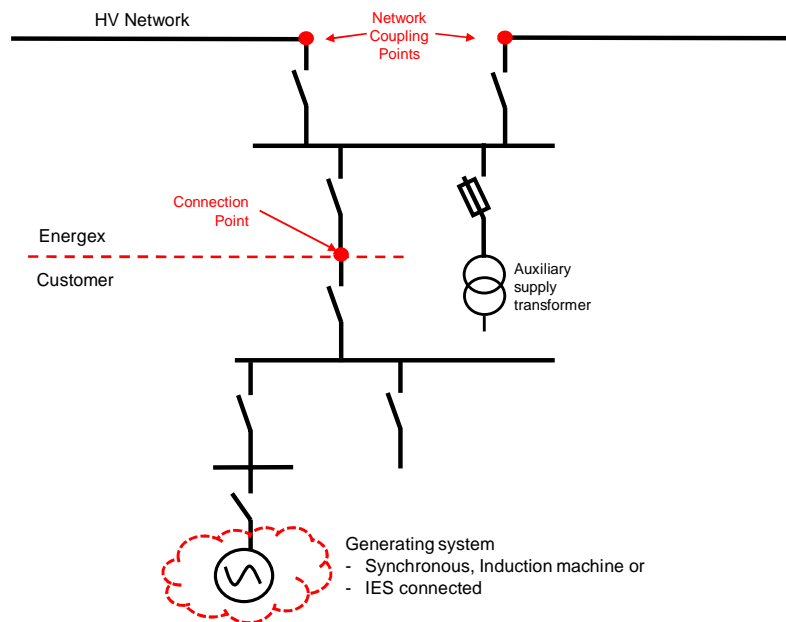 HV Network
Network
Coupling
Points
Connection
Point
Energex
Customer
Auxiliary
supply
transformer
Generating system
- Synchronous, Induction machine or
- IES connected